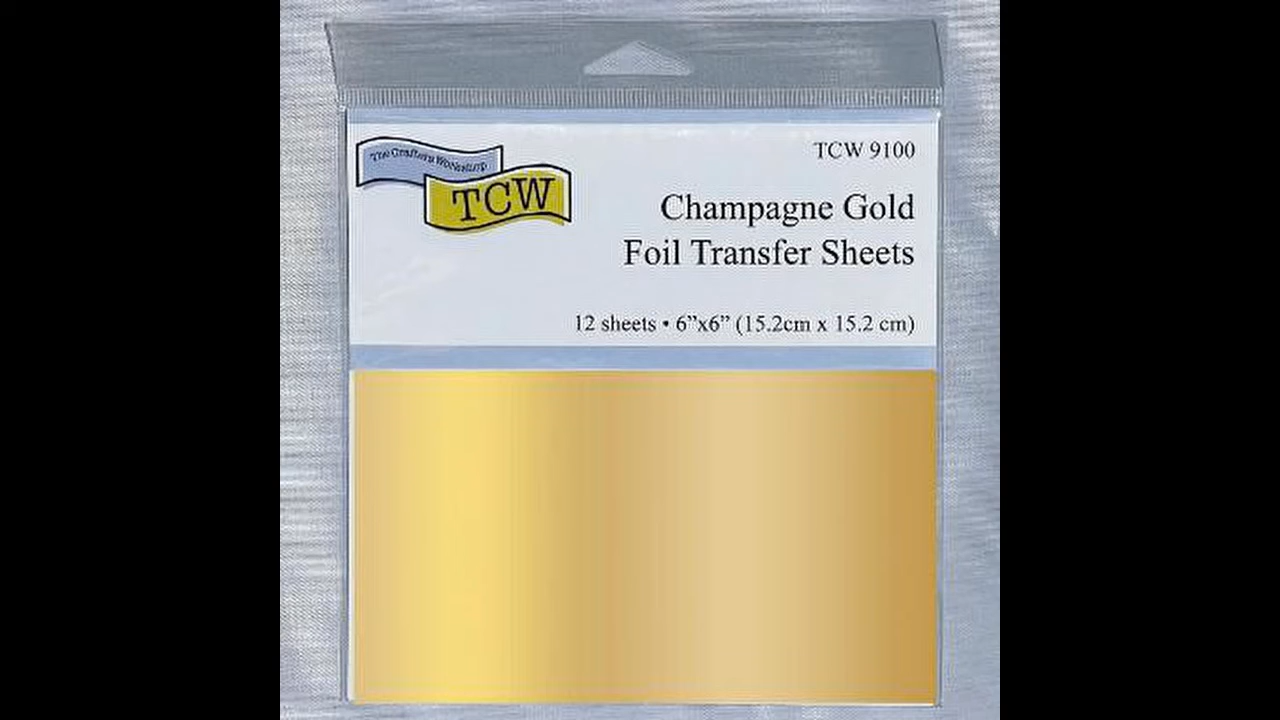 The Crafters Workshop
TCW
TCW 9100
Champagne Gold
Foil Transfer Sheets
12 sheets • 6”x6” (15.2cm x 15.2 cm)